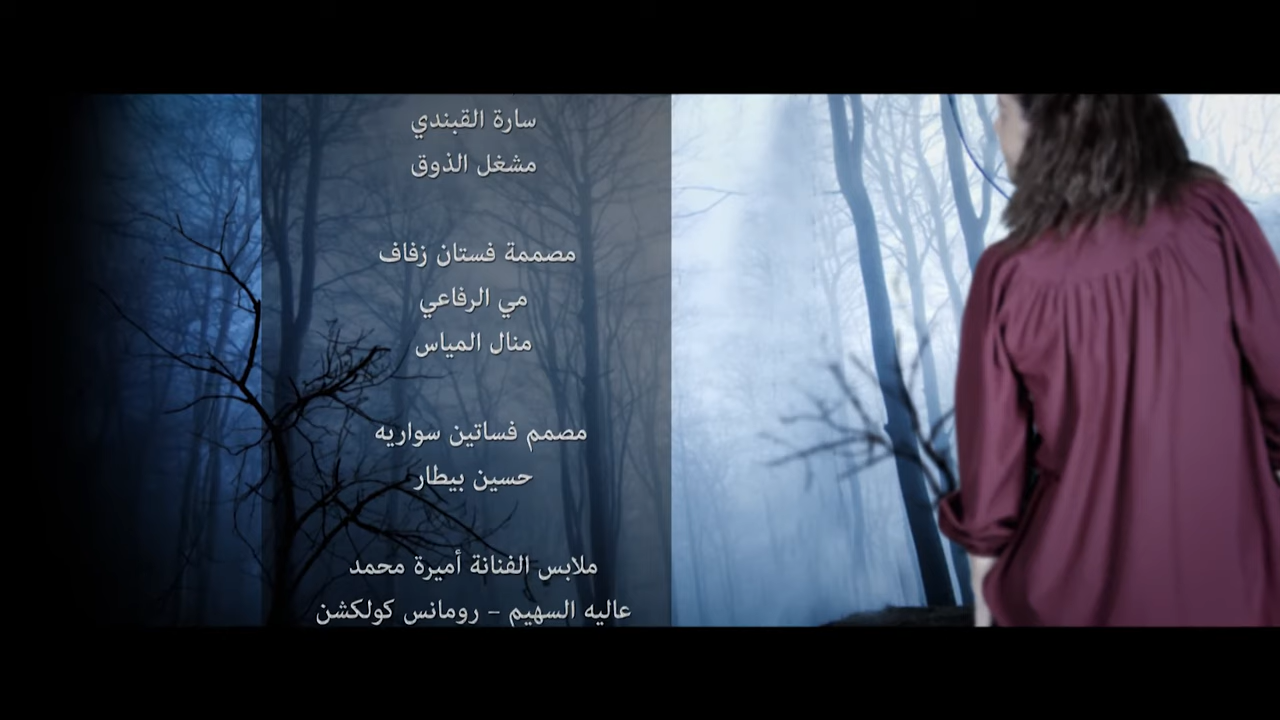 سارة القبندي
مشغل الذوق
مصممة فستان زفاف
مي الرفاعي
منال المياس
مصمم فساتين سواريه
حسين بيطار
ملابس الفنانة أميرة محمد
عاليه السهيم – رومانس كولكشن